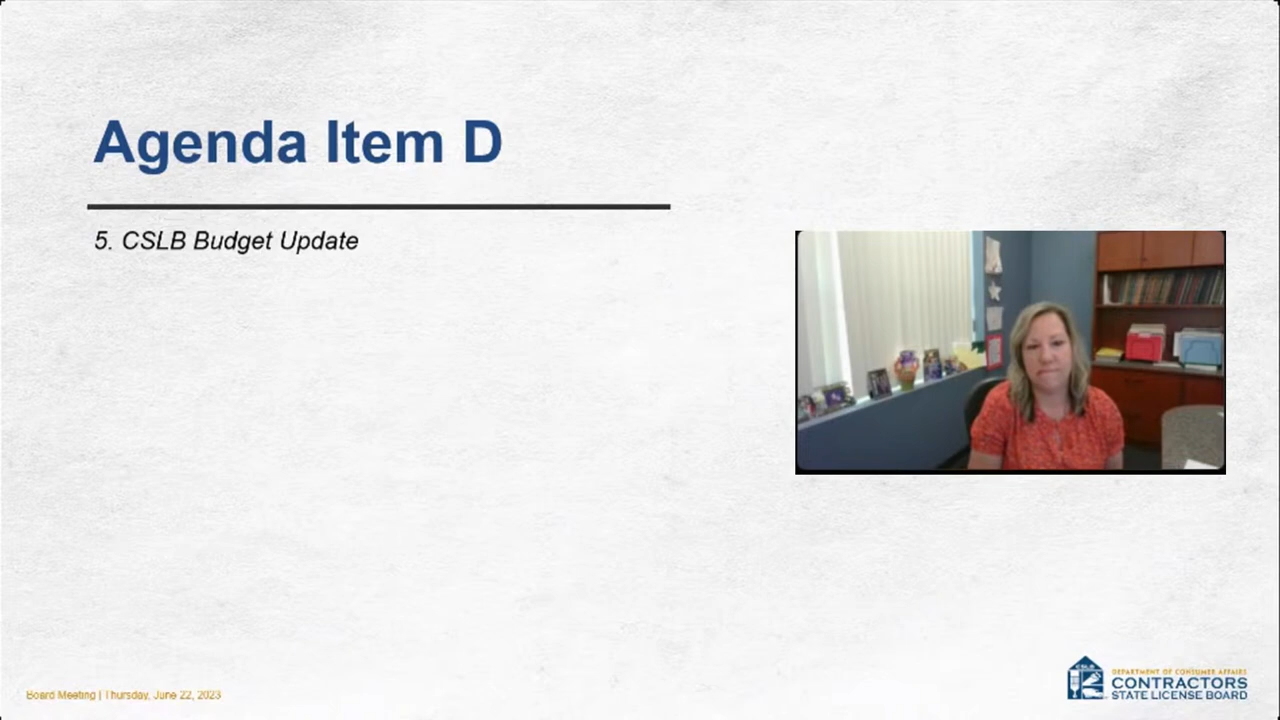 Agenda Item D
5. CSLB Budget Update
Board Meeting | Thursday, June 22, 2023
CSLB
DEPARTMENT OF CONSUMER AFFAIRS
CONTRACTORS
STATE LICENSE BOARD